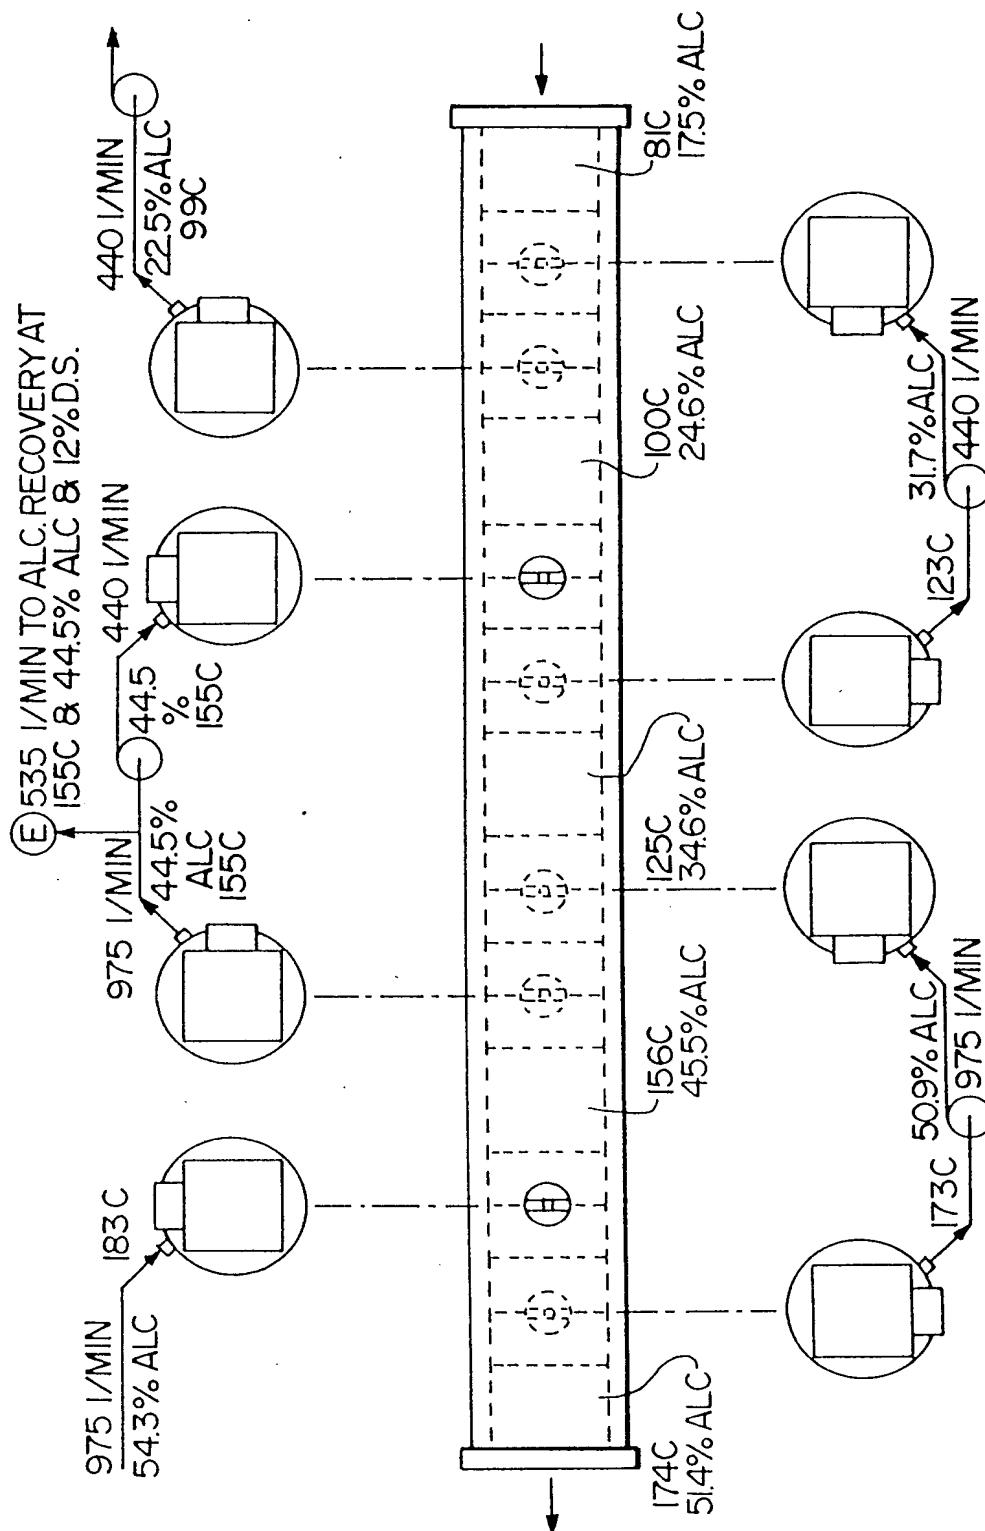 975 l/MIN
54.3% ALC
183C
975 l/MIN
44.5%
ALC
155C
E
535 l/MIN TO ALC. RECOVERY AT
155C & 44.5% ALC & 12% D.S.
44.5
%
155C
440 l/MIN
440 l/MIN
22.5% ALC
99C
174C
51.4% ALC
156C
45.5% ALC
125C
34.6% ALC
100C
24.6% ALC
81C
17.5% ALC
173C
50.9% ALC
975 l/MIN
123C
31.7% ALC
440 l/MIN